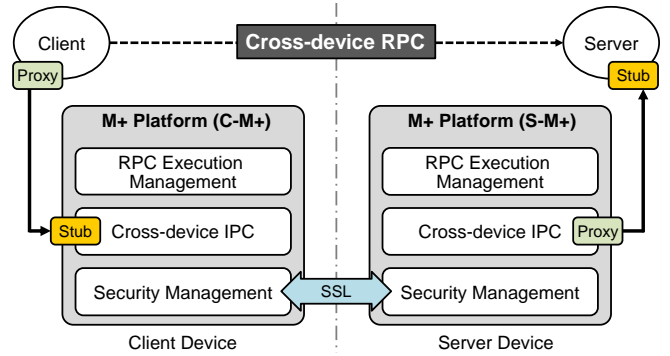 Client
Cross-device RPC
Server
Proxy
Stub
M+ Platform (C-M+)
RPC Execution
Management
Stub
Cross-device IPC
Security Management
Client Device
SSL
M+ Platform (S-M+)
RPC Execution
Management
Cross-device IPC
Proxy
Security Management
Server Device